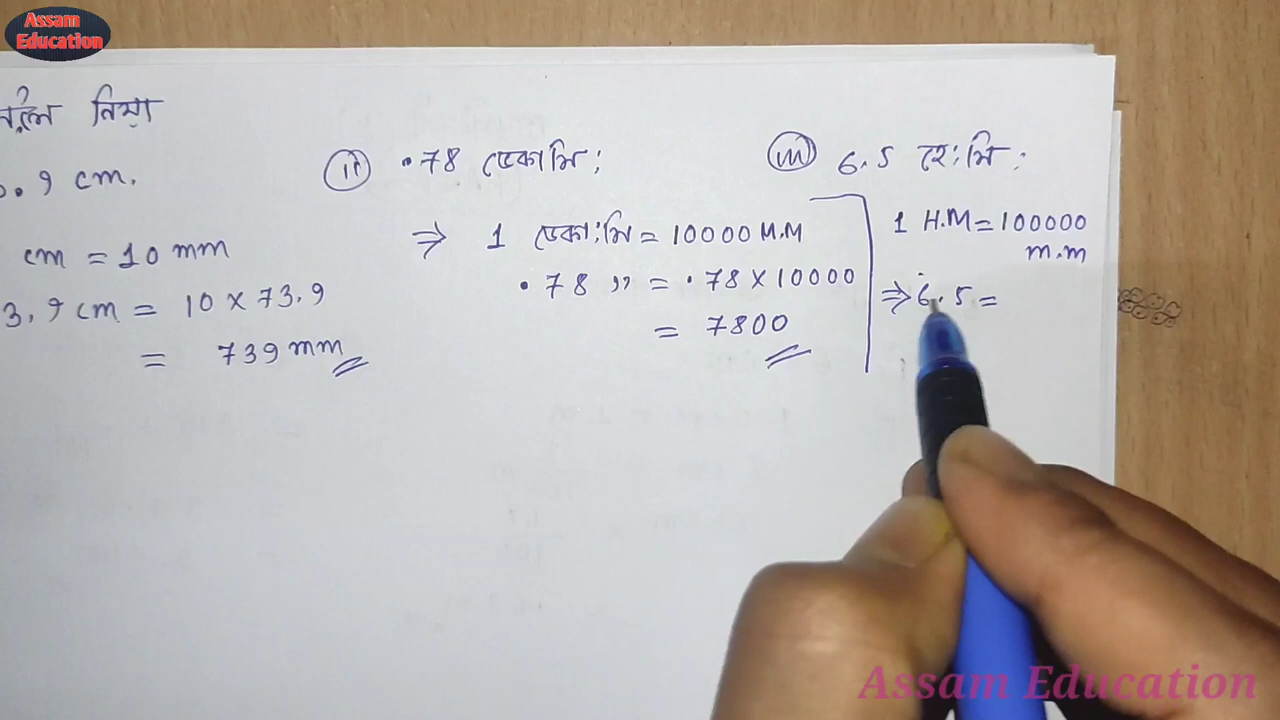 Assam
Education
নিয়া
.9 cm.
cm = 10 mm
3.9 cm = 10 x 73.9
= 739 mm
ii .78 ডেকামি:
⇒ 1 ডেকা:মি = 10000 M.M
.78 " = .78 x 10000
= 7800
iii 6.5 হে:মি:
1 H.M = 100000
m.m
⇒ 6.5 =
Assam Education